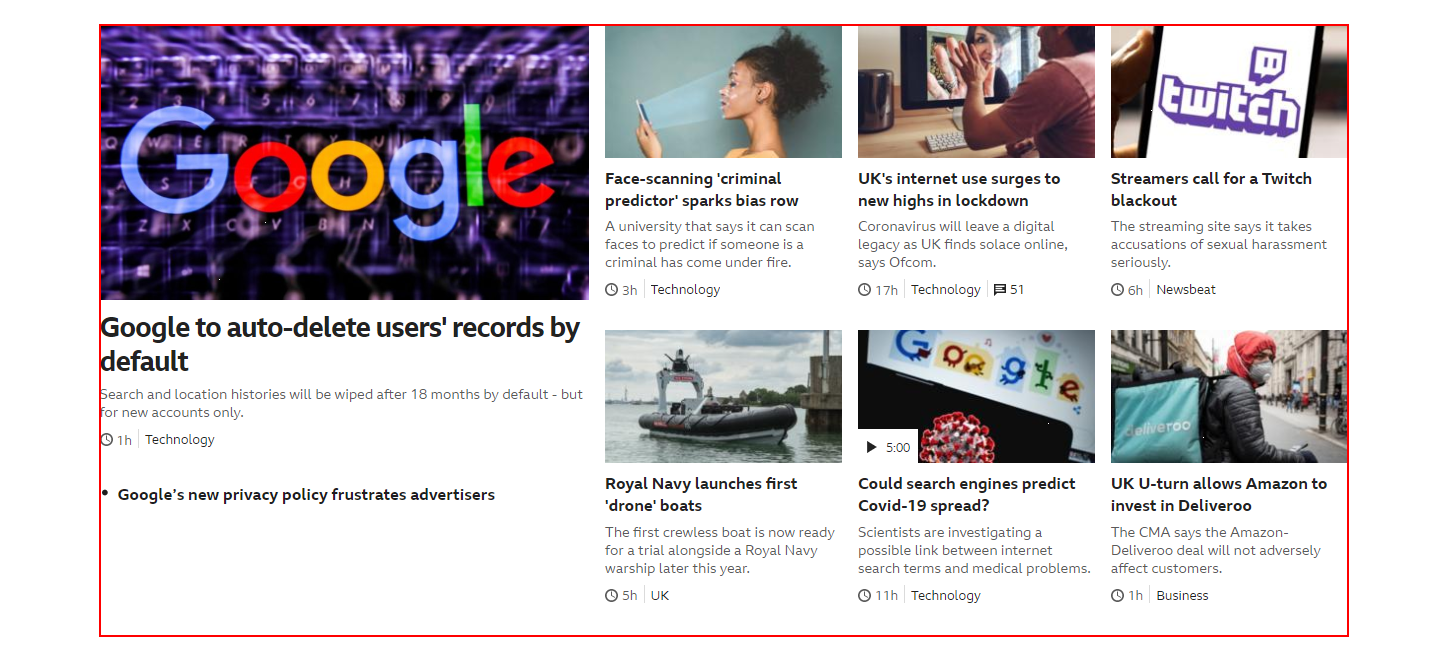 Google
Google to auto-delete users' records by
default
Search and location histories will be wiped after 18 months by default - but
for new accounts only.
1h Technology
Google’s new privacy policy frustrates advertisers
Face-scanning 'criminal
predictor' sparks bias row
A university that says it can scan
faces to predict if someone is a
criminal has come under fire.
3h Technology
UK's internet use surges to
new highs in lockdown
Coronavirus will leave a digital
legacy as UK finds solace online,
says Ofcom.
17h Technology 51
twitch
Streamers call for a Twitch
blackout
The streaming site says it takes
accusations of sexual harassment
seriously.
6h Newsbeat
Royal Navy launches first
'drone' boats
The first crewless boat is now ready
for a trial alongside a Royal Navy
warship later this year.
5h UK
Google
5:00
Could search engines predict
Covid-19 spread?
Scientists are investigating a
possible link between internet
search terms and medical problems.
11h Technology
deliveroo
UK U-turn allows Amazon to
invest in Deliveroo
The CMA says the Amazon-
Deliveroo deal will not adversely
affect customers.
1h Business